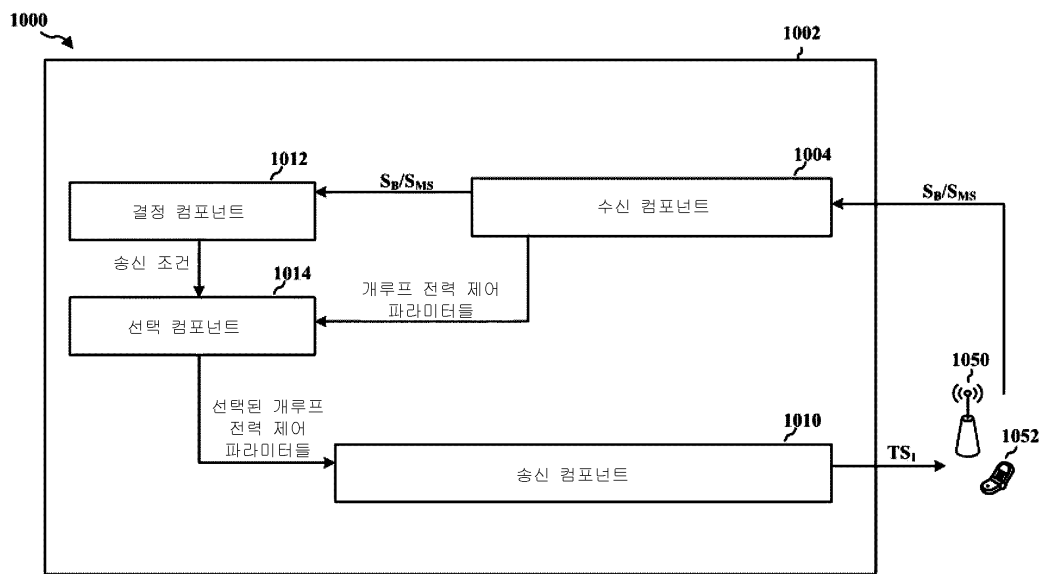 1000
1002
1012
1004
S_B/S_MS
S_B/S_MS
결정 컴포넌트
수신 컴포넌트
송신 조건
1014
개루프 전력 제어
파라미터들
선택 컴포넌트
1050
선택된 개루프
전력 제어
파라미터들
1010
1052
TS_1
송신 컴포넌트